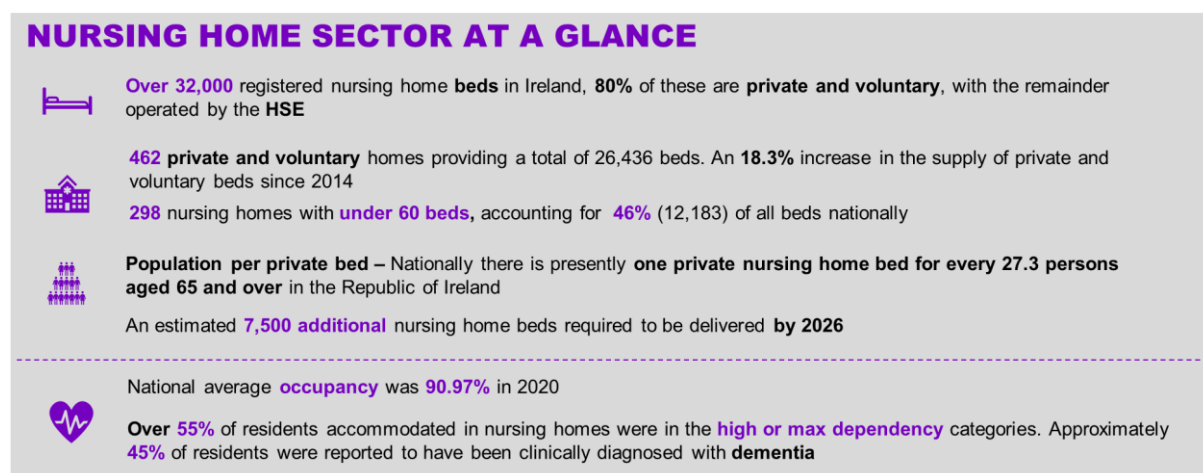 NURSING HOME SECTOR AT A GLANCE
Over 32,000 registered nursing home beds in Ireland, 80% of these are private and voluntary, with the remainder
operated by the HSE
462 private and voluntary homes providing a total of 26,436 beds. An 18.3% increase in the supply of private and
voluntary beds since 2014
298 nursing homes with under 60 beds, accounting for 46% (12,183) of all beds nationally
Population per private bed – Nationally there is presently one private nursing home bed for every 27.3 persons
aged 65 and over in the Republic of Ireland
An estimated 7,500 additional nursing home beds required to be delivered by 2026
National average occupancy was 90.97% in 2020
Over 55% of residents accommodated in nursing homes were in the high or max dependency categories. Approximately
45% of residents were reported to have been clinically diagnosed with dementia